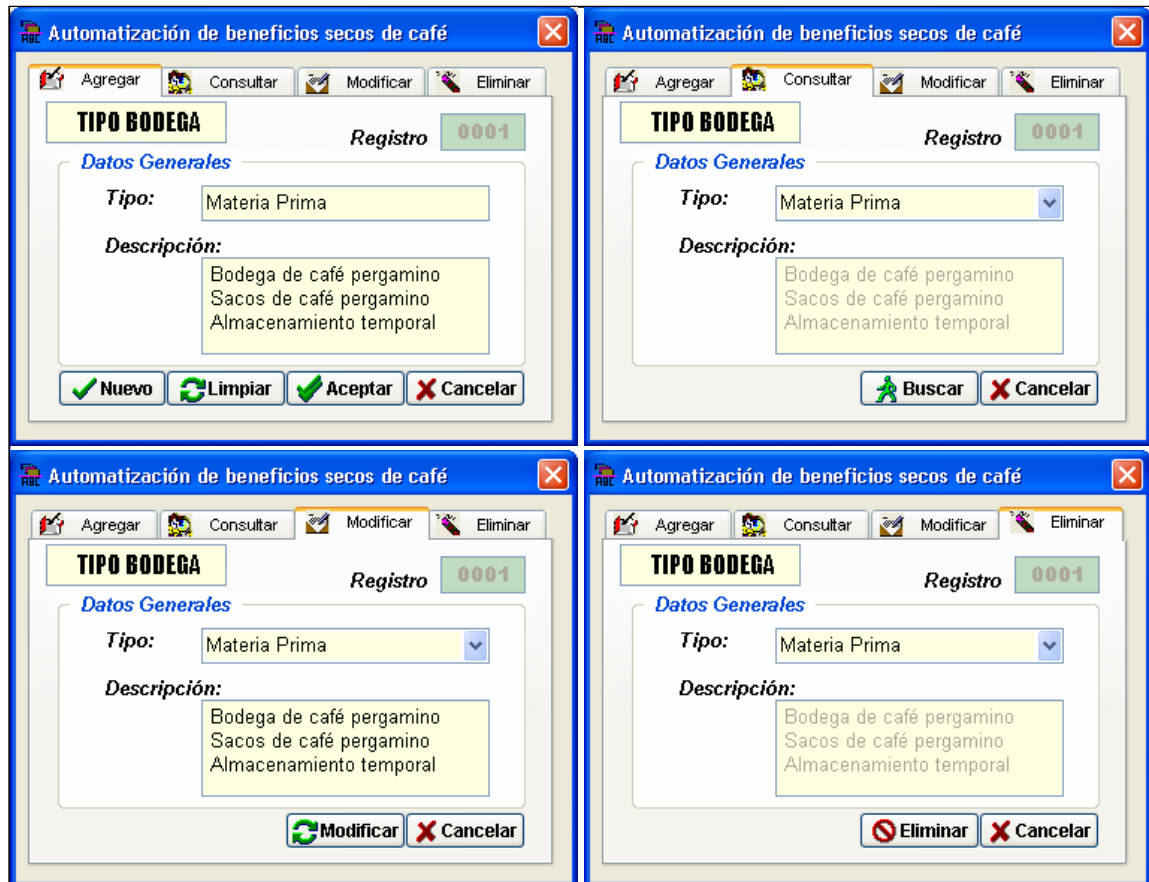 Automatización de beneficios secos de café
Agregar Consultar Modificar Eliminar
TIPO BODEGA
Registro 0001
Datos Generales
Tipo: Materia Prima
Descripción:
Bodega de café pergamino
Sacos de café pergamino
Almacenamiento temporal
Nuevo Limpiar Aceptar Cancelar
Automatización de beneficios secos de café
Agregar Consultar Modificar Eliminar
TIPO BODEGA
Registro 0001
Datos Generales
Tipo: Materia Prima
Descripción:
Bodega de café pergamino
Sacos de café pergamino
Almacenamiento temporal
Buscar Cancelar
Automatización de beneficios secos de café
Agregar Consultar Modificar Eliminar
TIPO BODEGA
Registro 0001
Datos Generales
Tipo: Materia Prima
Descripción:
Bodega de café pergamino
Sacos de café pergamino
Almacenamiento temporal
Modificar Cancelar
Automatización de beneficios secos de café
Agregar Consultar Modificar Eliminar
TIPO BODEGA
Registro 0001
Datos Generales
Tipo: Materia Prima
Descripción:
Bodega de café pergamino
Sacos de café pergamino
Almacenamiento temporal
Eliminar Cancelar